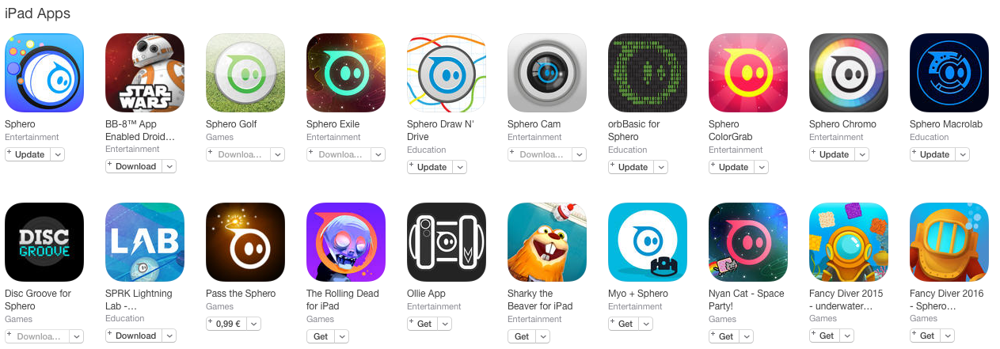 iPad Apps
STAR
WARS
Sphero
Entertainment
+ Update
BB-8™ App
Enabled Droid…
Entertainment
+ Download
Sphero Golf
Games
+ Downloa...
Sphero Exile
Entertainment
+ Downloa...
Sphero Draw N'
Drive
Education
+ Update
Sphero Cam
Entertainment
+ Downloa...
orbBasic for
Sphero
Education
+ Update
Sphero
ColorGrab
Entertainment
+ Update
Sphero Chromo
Entertainment
+ Update
Sphero Macrolab
Education
+ Update
DISC
GROOVE
Disc Groove for
Sphero
Games
+ Downloa...
LAB
SPRK Lightning
Lab -…
Education
+ Download
Pass the Sphero
Games
+ 0,99 €
The Rolling Dead
for iPad
Games
Get
Ollie App
Entertainment
+ Get
Sharky the
Beaver for iPad
Entertainment
Get
Myo + Sphero
Entertainment
+ Get
Nyan Cat - Space
Party!
Games
+ Get
Fancy Diver 2015
- underwater…
Games
+ Get
Fancy Diver 2016
- Sphero…
Games
+ Get